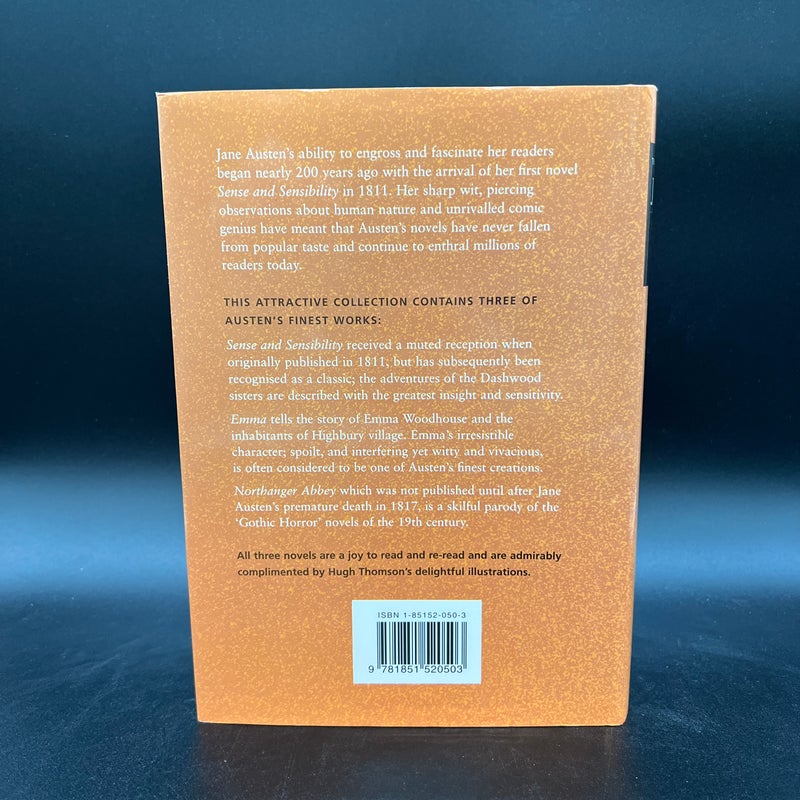 Jane Austen's ability to engross and fascinate her readers
began nearly 200 years ago with the arrival of her first novel
Sense and Sensibility in 1811. Her sharp wit, piercing
observations about human nature and unrivalled comic
genius have meant that Austen's novels have never fallen
from popular taste and continue to enthral millions of
readers today.
THIS ATTRACTIVE COLLECTION CONTAINS THREE OF
AUSTEN'S FINEST WORKS:
Sense and Sensibility received a muted reception when
originally published in 1811, but has subsequently been
recognised as a classic; the adventures of the Dashwood
sisters are described with the greatest insight and sensitivity.
Emma tells the story of Emma Woodhouse and the
inhabitants of Highbury village. Emma's irresistible
character; spoilt, and interfering yet witty and vivacious,
is often considered to be one of Austen's finest creations.
Northanger Abbey which was not published until after Jane
Austen's premature death in 1817, is a skilful parody of the
'Gothic Horror' novels of the 19th century.
All three novels are a joy to read and re-read and are admirably
complimented by Hugh Thomson's delightful illustrations.
ISBN 1-85152-050-3
9 781851 520503